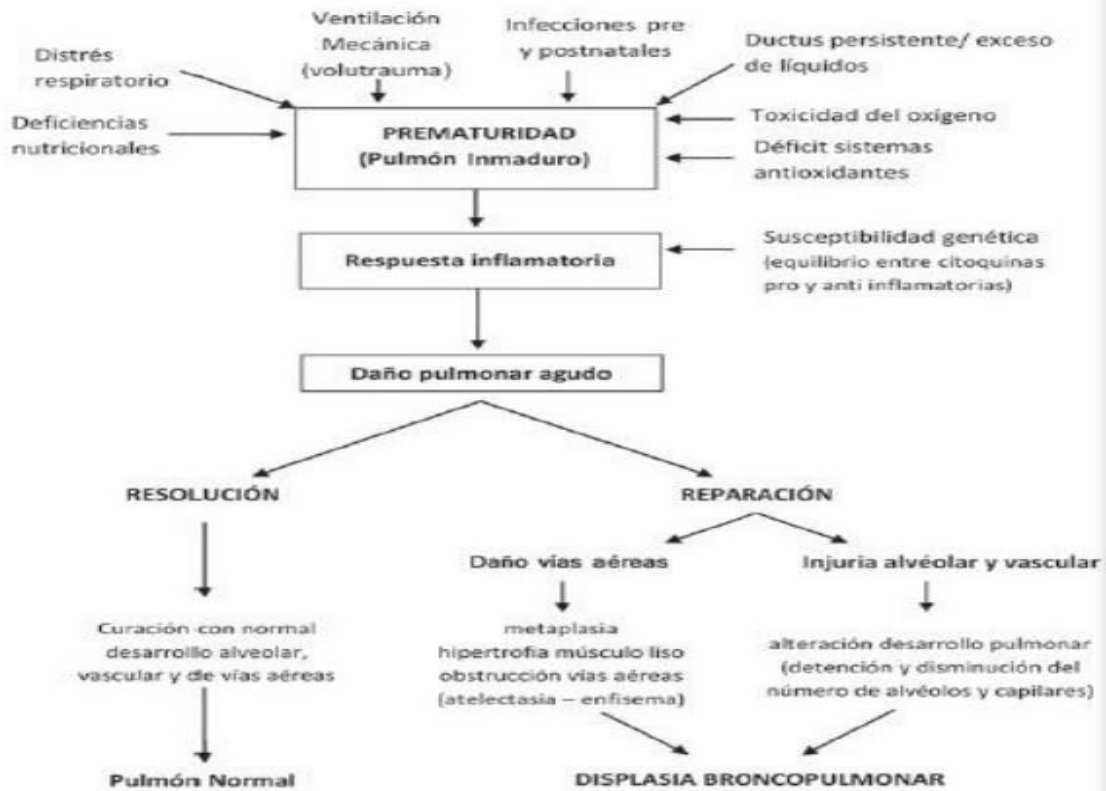 Distrés
respiratorio
Ventilación
Mecánica
(volutrauma)
Infecciones pre
y postnatales
Ductus persistente/ exceso
de líquidos
Deficiencias
nutricionales
Toxicidad del oxígeno
Déficit sistemas
antioxidantes
PREMATURIDAD
(Pulmón Inmaduro)
Respuesta inflamatoria
Susceptibilidad genética
(equilibrio entre citoquinas
pro y anti inflamatorias)
Daño pulmonar agudo
RESOLUCIÓN
REPARACIÓN
Daño vías aéreas
Injuria alvéolar y vascular
Curación con normal
desarrollo alveolar,
vascular y de vías aéreas
metaplasia
hipertrofia músculo liso
obstrucción vías aéreas
(atelectasia – enfisema)
alteración desarrollo pulmonar
(detención y disminución del
número de alvéolos y capilares)
Pulmón Normal
DISPLASIA BRONCOPULMONAR